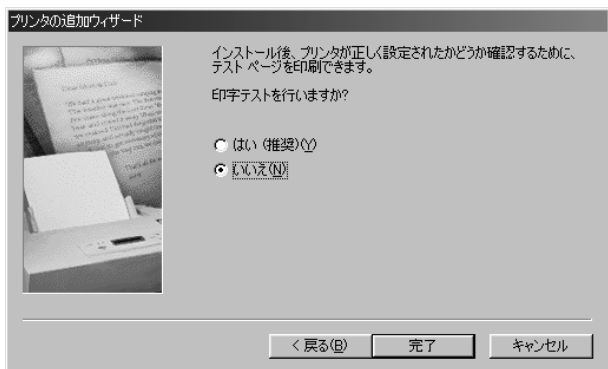 プリンタの追加ウィザード
インストール後、プリンタが正しく設定されたかどうか確認するために、
テスト ページを印刷できます。
印字テストを行いますか?
はい (推奨)(Y)
いいえ(N)
< 戻る(B)
完了
キャンセル